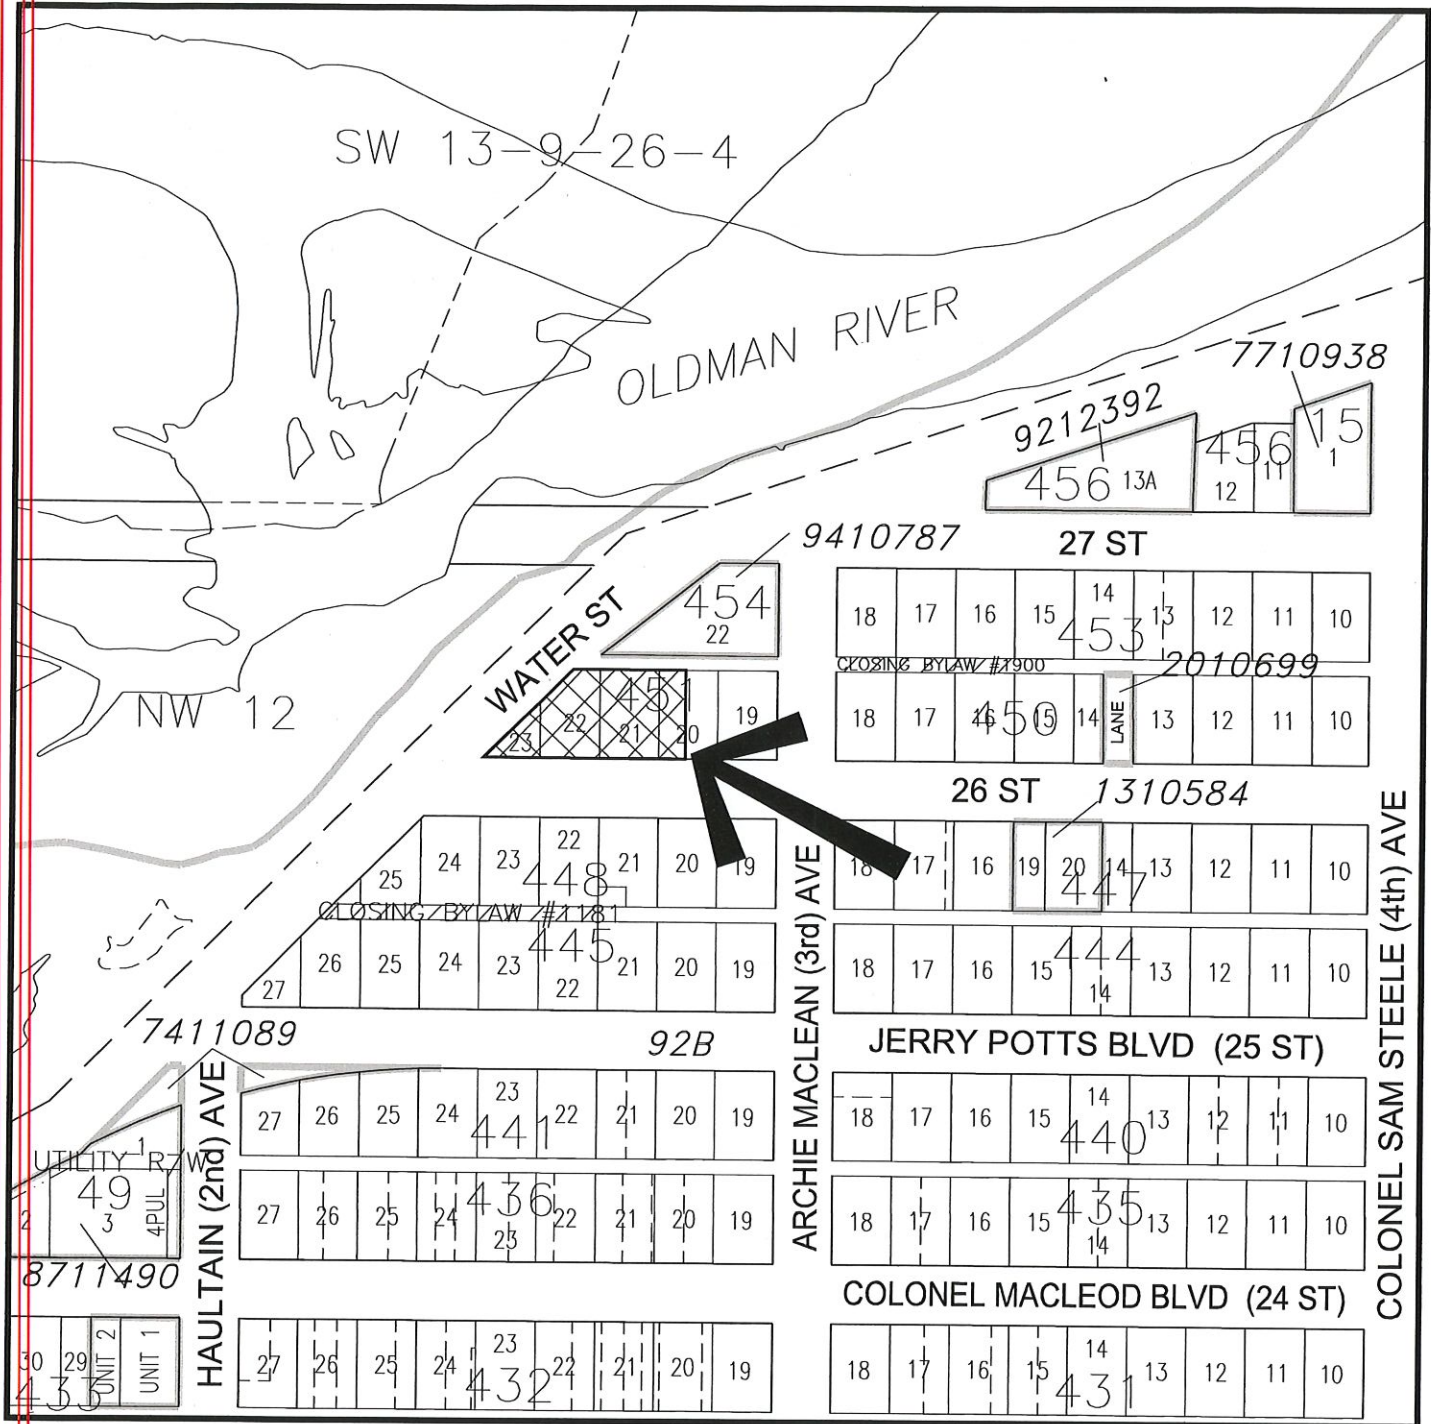 SW 13-9-26-4
OLDMAN RIVER
7710938
9212392
15
1
456
11
12
456 13A
27 ST
9410787
454
22
WATER ST
18 17 16 15 14 13 12 11 10
453
CLOSING BYLAW #1900
2010699
NW 12
451
23 22 21 20 19
18 17 16 15 14 LANE 13 12 11 10
450
26 ST
1310584
25 24 23 22 21 20 19
448
18 17 16 19 20 14 13 12 11 10
447
CLOSING BYLAW #1181
445
27 26 25 24 23 22 21 20 19
444
18 17 16 15 14 13 12 11 10
7411089
92B
JERRY POTTS BLVD (25 ST)
HAULTAIN (2nd) AVE
ARCHIE MACLEAN (3rd) AVE
COLONEL SAM STEELE (4th) AVE
27 26 25 24 23 22 21 20 19
441
18 17 16 15 14 13 12 11 10
440
1
UTILITY R/W
49
2 3 4PUL
27 26 25 24 23 22 21 20 19
436
18 17 16 15 14 13 12 11 10
435
8711490
COLONEL MACLEOD BLVD (24 ST)
30 29 UNIT 2 UNIT 1
433
27 26 25 24 23 22 21 20 19
432
18 17 16 15 14 13 12 11 10
431